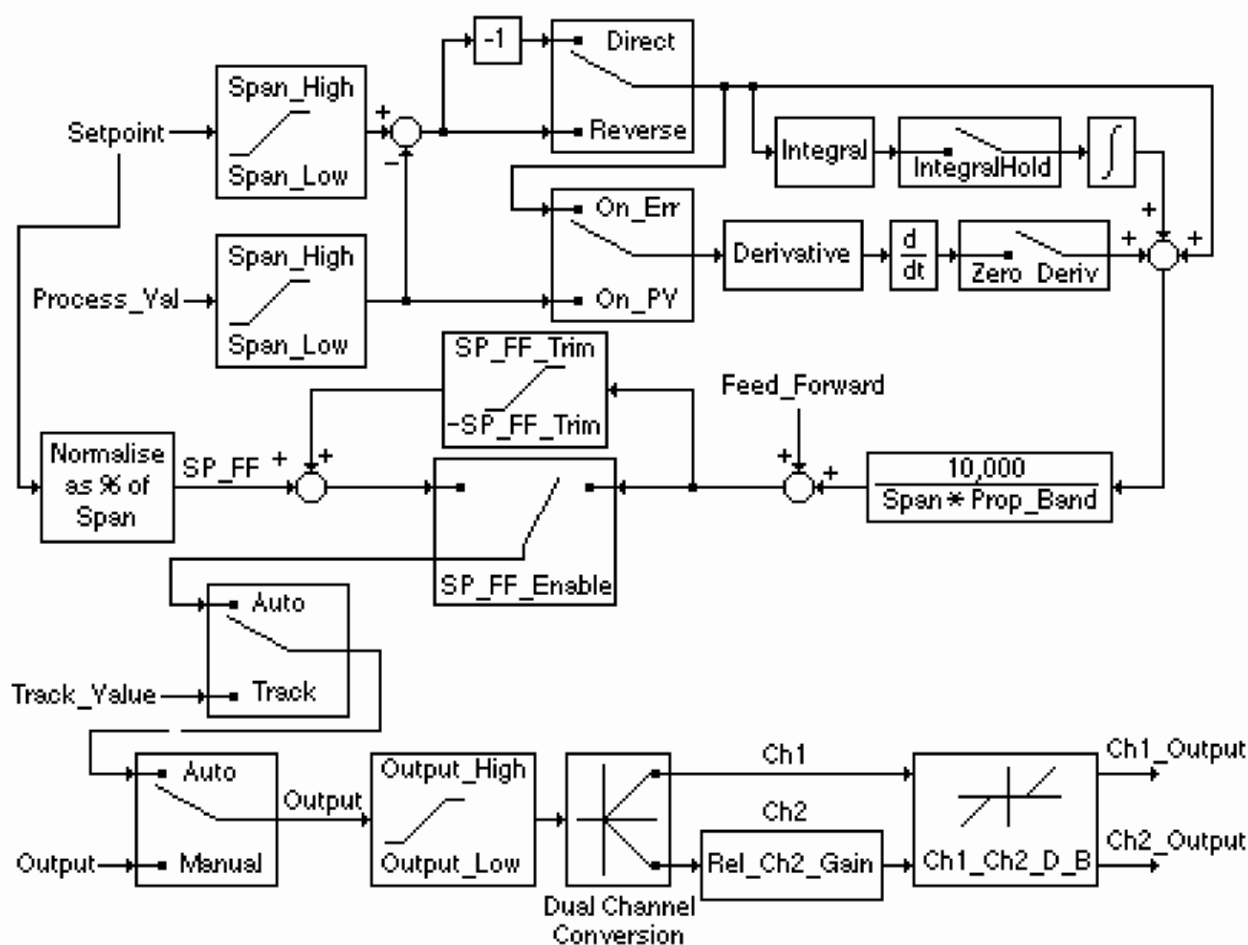 -1
Direct
Span_High
Setpoint
+
-
Reverse
Span_Low
Integral
IntegralHold
∫
+
On_Err
Span_High
Derivative
d
dt
+
+
Zero_Deriv
Process_Val
On_PV
Span_Low
SP_FF_Trim
Feed_Forward
-SP_FF_Trim
Normalise
as % of
Span
SP_FF
+
+
+
+
10,000
Span * Prop_Band
SP_FF_Enable
Auto
Track_Value
Track
Auto
Output
Output_High
Ch1
Ch1_Output
Ch2
Output
Manual
Output_Low
Rel_Ch2_Gain
Ch1_Ch2_D_B
Ch2_Output
Dual Channel
Conversion